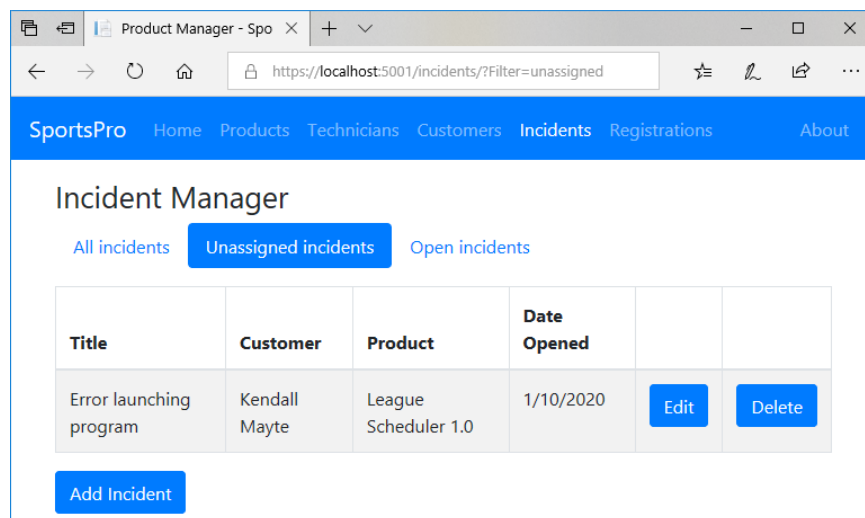 Product Manager - Spo
https://localhost:5001/incidents/?Filter=unassigned
SportsPro Home Products Technicians Customers Incidents Registrations About
Incident Manager
All incidents Unassigned incidents Open incidents
Title Customer Product Date Opened
Error launching program Kendall Mayte League Scheduler 1.0 1/10/2020 Edit Delete
Add Incident